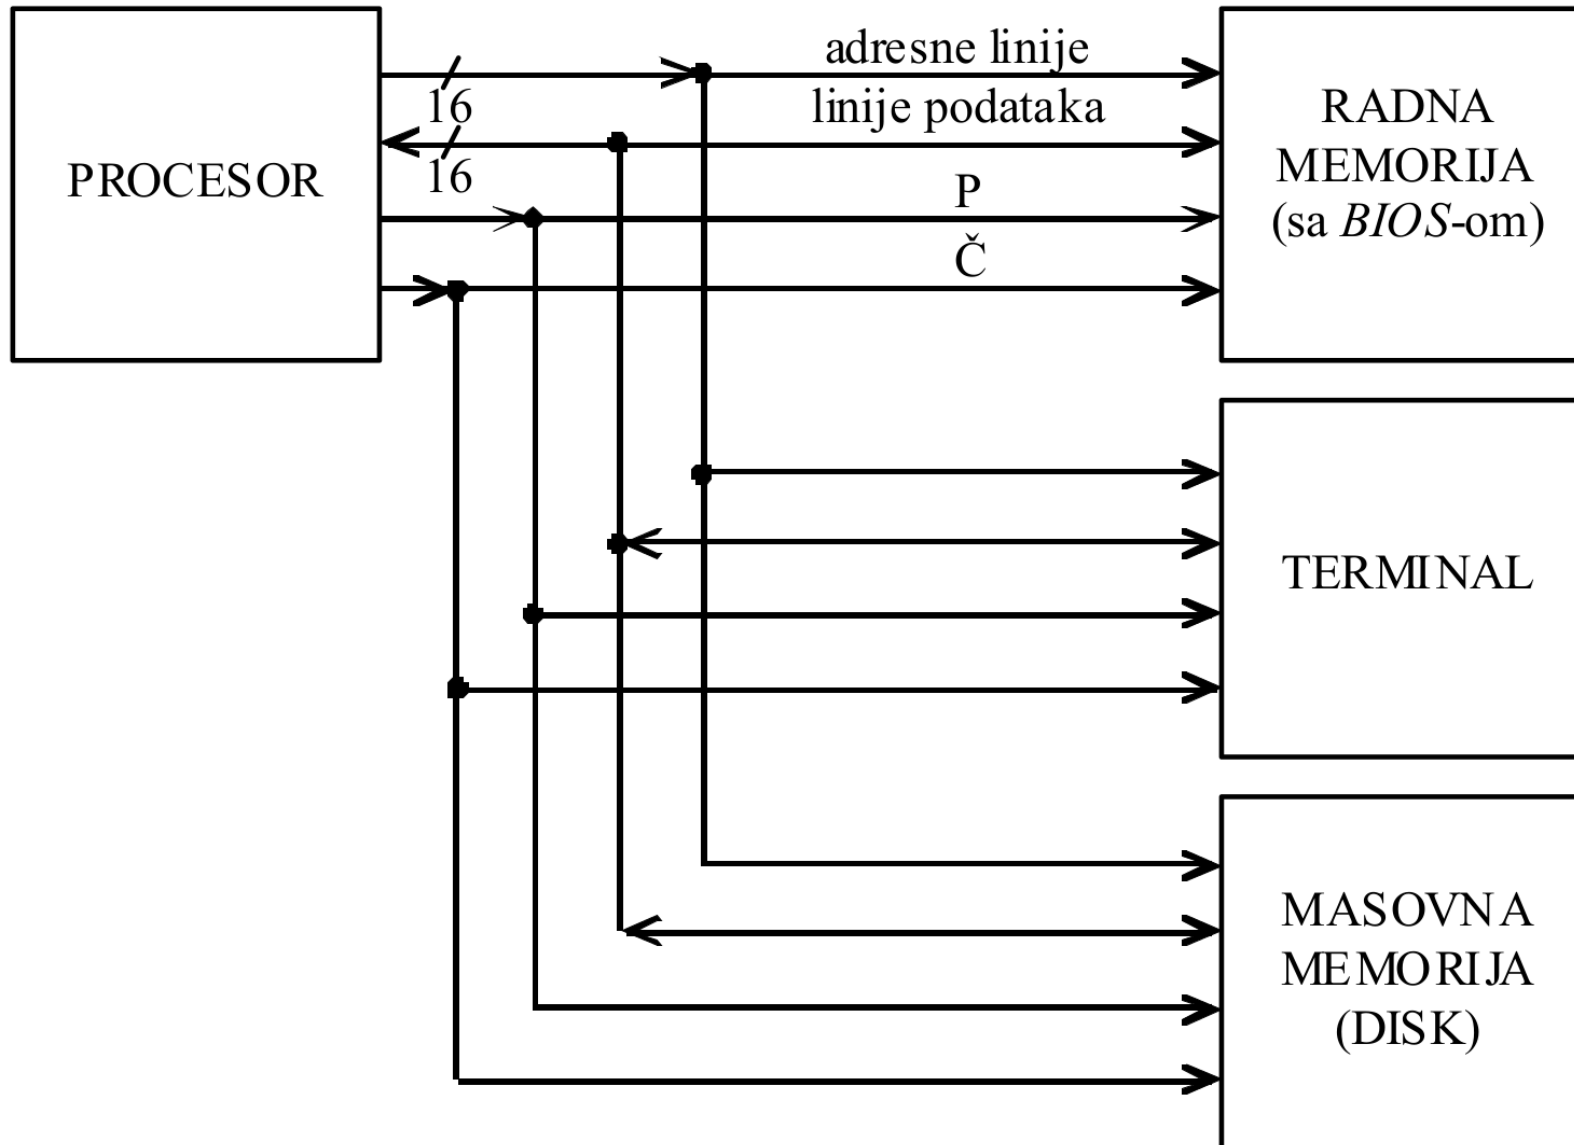 PROCESOR
16
16
adresne linije
linije podataka
P
Č
RADNA
MEMORIJA
(sa BIOS-om)
TERMINAL
MASOVNA
MEMORIJA
(DISK)